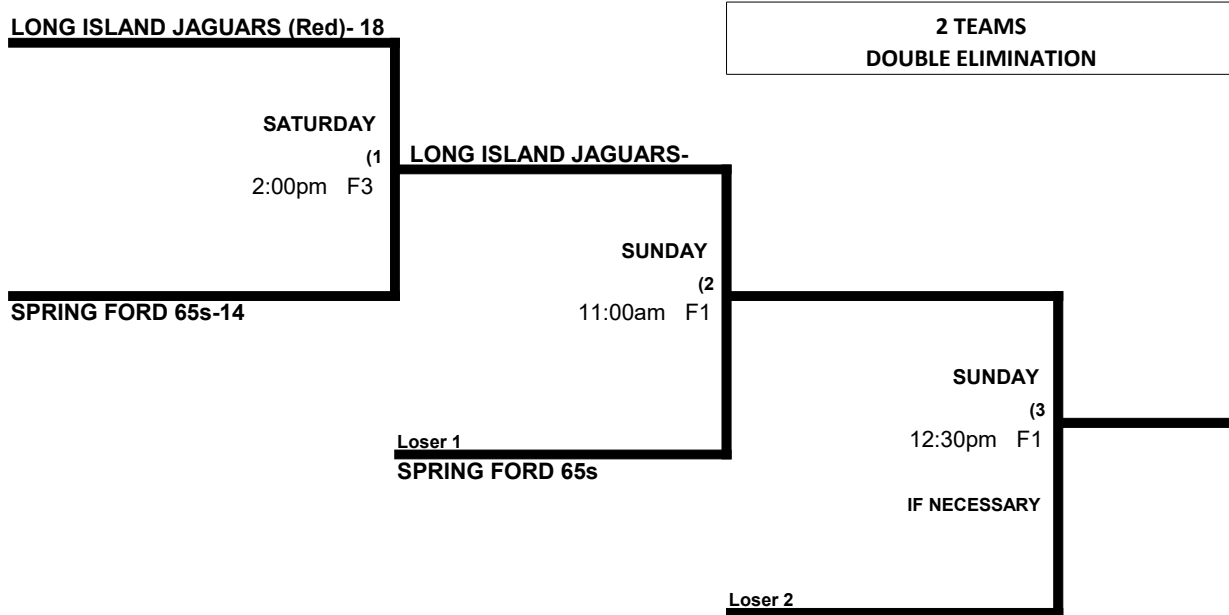 LONG ISLAND JAGUARS (Red)- 18
2 TEAMS
DOUBLE ELIMINATION
SATURDAY
(1
2:00pm F3
LONG ISLAND JAGUARS-
SPRING FORD 65s-14
SUNDAY
(2
11:00am F1
Loser 1
SPRING FORD 65s
SUNDAY
(3
12:30pm F1
IF NECESSARY
Loser 2